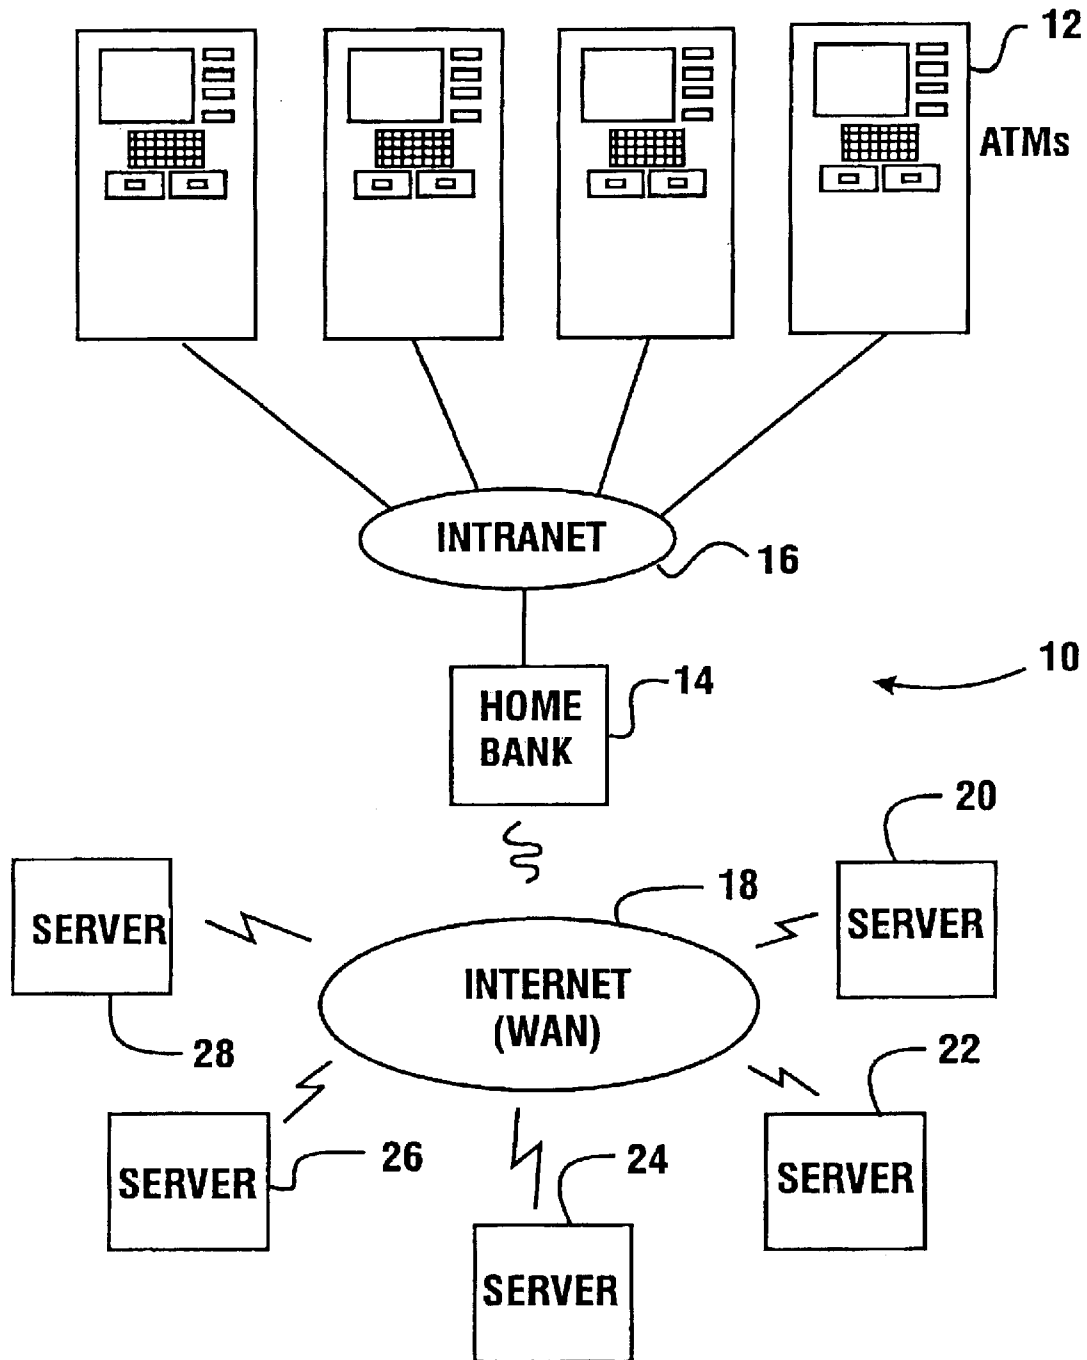 12
ATMs
INTRANET
16
10
14
HOME
BANK
20
18
SERVER
SERVER
INTERNET
(WAN)
28
22
26
24
SERVER
SERVER
SERVER